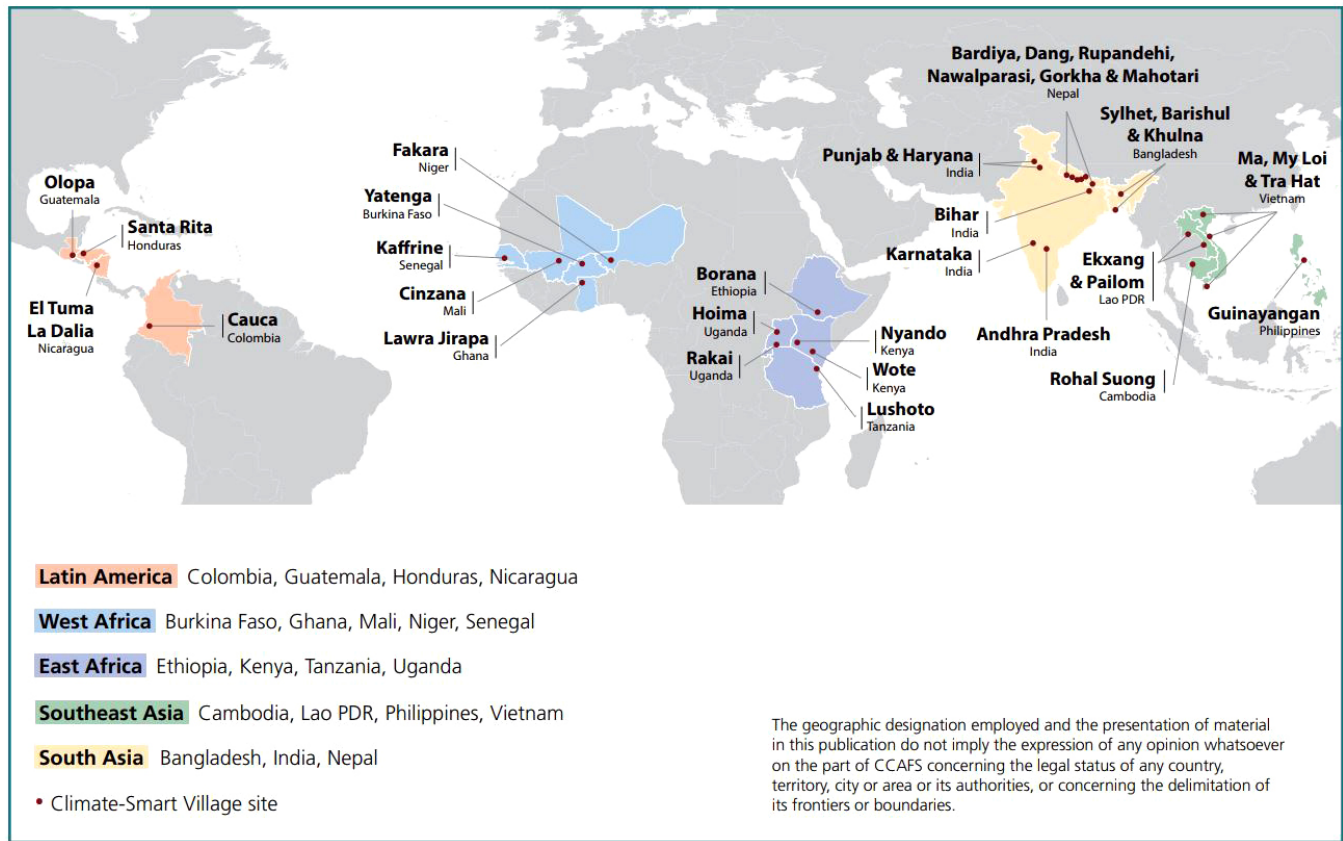 Bardiya, Dang, Rupandehi,
Nawalparasi, Gorkha & Mahotari
Nepal
Sylhet, Barishul
& Khulna
Bangladesh
Ma, My Loi
& Tra Hat
Vietnam
Fakara
Niger
Punjab & Haryana
India
Olopa
Guatemala
Yatenga
Burkina Faso
Santa Rita
Honduras
Bihar
India
Kaffrine
Senegal
Karnataka
India
Ekxang
& Pailom
Lao PDR
Borana
Ethiopia
Cinzana
Mali
El Tuma
La Dalia
Nicaragua
Hoima
Uganda
Guinayangan
Philippines
Cauca
Colombia
Lawra Jirapa
Ghana
Nyando
Kenya
Andhra Pradesh
India
Rakai
Uganda
Wote
Kenya
Rohal Suong
Cambodia
Lushoto
Tanzania
Latin America Colombia, Guatemala, Honduras, Nicaragua
West Africa Burkina Faso, Ghana, Mali, Niger, Senegal
East Africa Ethiopia, Kenya, Tanzania, Uganda
Southeast Asia Cambodia, Lao PDR, Philippines, Vietnam
South Asia Bangladesh, India, Nepal
• Climate-Smart Village site
The geographic designation employed and the presentation of material
in this publication do not imply the expression of any opinion whatsoever
on the part of CCAFS concerning the legal status of any country,
territory, city or area or its authorities, or concerning the delimitation of
its frontiers or boundaries.